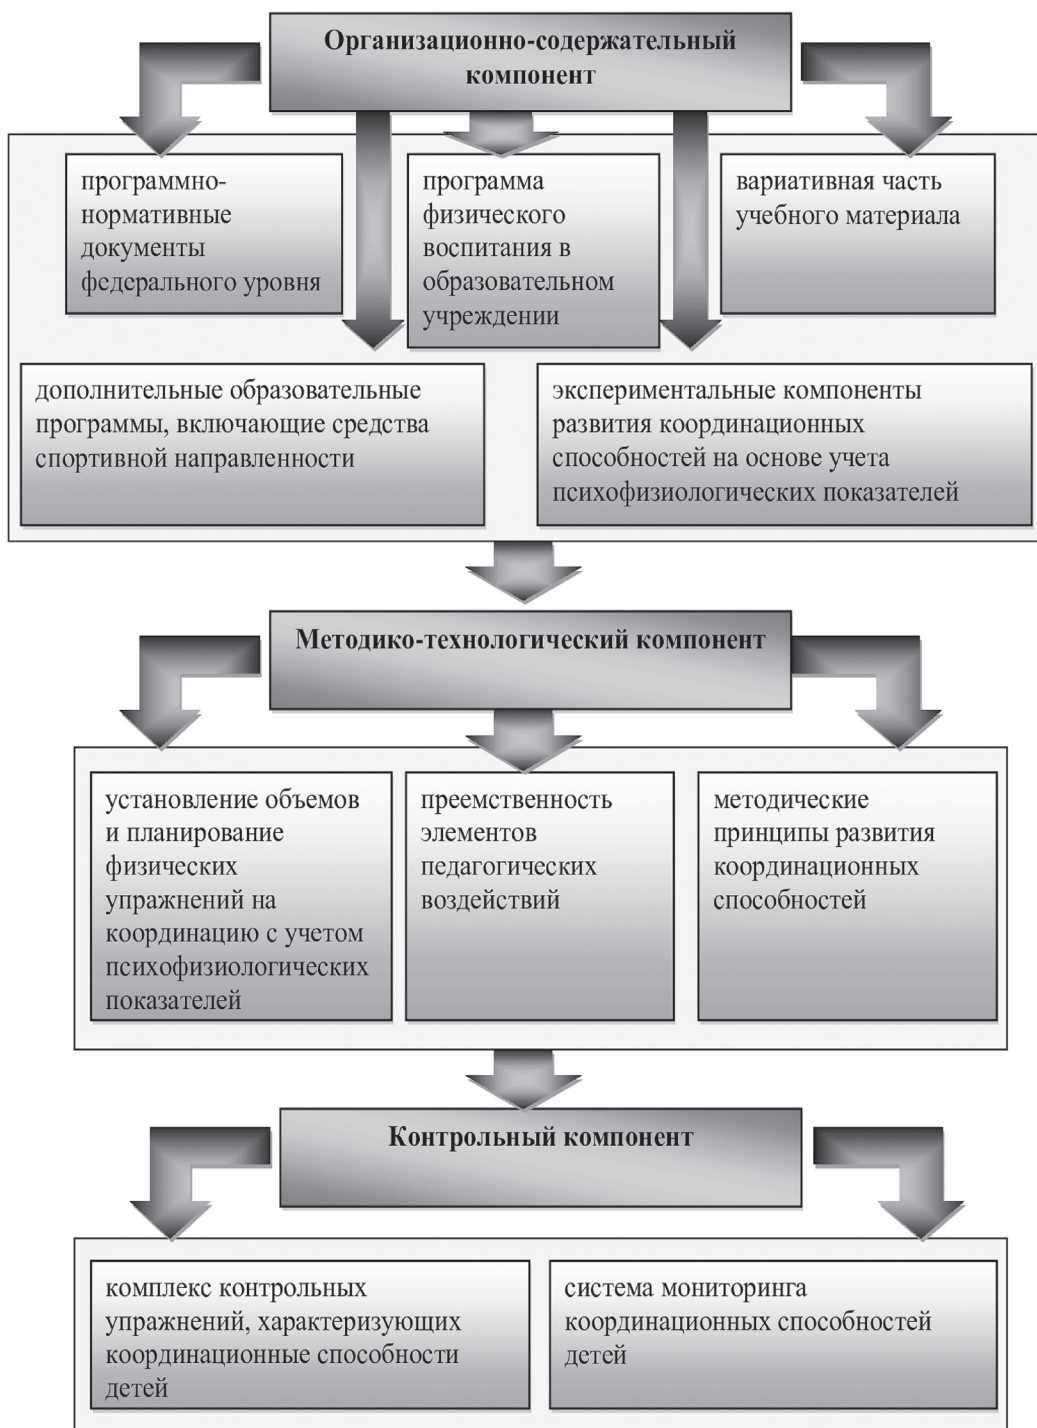 Организационно-содержательный
компонент
программно-
нормативные
документы
федерального уровня
программа
физического
воспитания в
образовательном
учреждении
вариативная часть
учебного материала
дополнительные образовательные
программы, включающие средства
спортивной направленности
экспериментальные компоненты
развития координационных
способностей на основе учета
психофизиологических показателей
Методико-технологический компонент
установление объемов
и планирование
физических
упражнений на
координацию с учетом
психофизиологических
показателей
преемственность
элементов
педагогических
воздействий
методические
принципы развития
координационных
способностей
Контрольный компонент
комплекс контрольных
упражнений, характеризующих
координационные способности
детей
система мониторинга
координационных способностей
детей